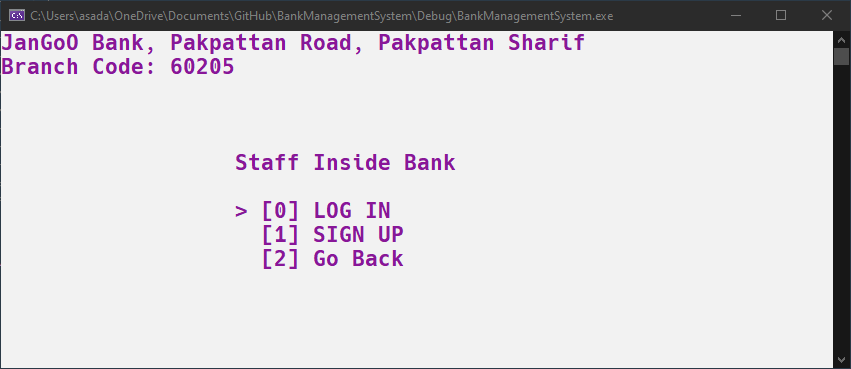 C:\Users\asada\OneDrive\Documents\GitHub\BankManagementSystem\Debug\BankManagementSystem.exe
JanGoO Bank, Pakpattan Road, Pakpattan Sharif
Branch Code: 60205
Staff Inside Bank
> [0] LOG IN
[1] SIGN UP
[2] Go Back